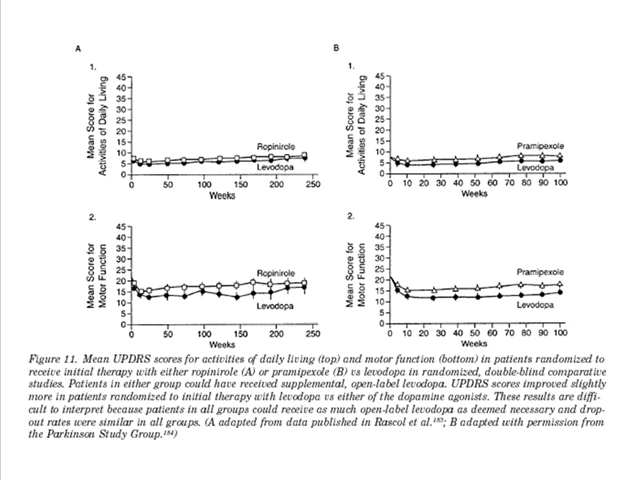 A
B
1.
Mean Score for
Activities of Daily Living
45
40
35
30
25
20
15
10
5
0
Ropinirole
Levodopa
0 50 100 150 200 250
Weeks
1.
Mean Score for
Activities of Daily Living
45
40
35
30
25
20
15
10
5
0
Pramipexole
Levodopa
0 10 20 30 40 50 60 70 80 90 100
Weeks
2.
Mean Score for
Motor Function
45
40
35
30
25
20
15
10
5
0
Ropinirole
Levodopa
0 50 100 150 200 250
Weeks
2.
Mean Score for
Motor Function
45
40
35
30
25
20
15
10
5
0
Pramipexole
Levodopa
0 10 20 30 40 50 60 70 80 90 100
Weeks
Figure 11. Mean UPDRS scores for activities of daily living (top) and motor function (bottom) in patients randomized to
receive initial therapy with either ropinirole (A) or pramipexole (B) vs levodopa in randomized, double-blind comparative
studies. Patients in either group could have received supplemental, open-label levodopa. UPDRS scores improved slightly
more in patients randomized to initial therapy with levodopa vs either of the dopamine agonists. These results are diffi-
cult to interpret because patients in all groups could receive as much open-label levodopa as deemed necessary and drop-
out rates were similar in all groups. (A adapted from data published in Rascol et al.¹⁸³; B adapted with permission from
the Parkinson Study Group.¹⁸⁴)